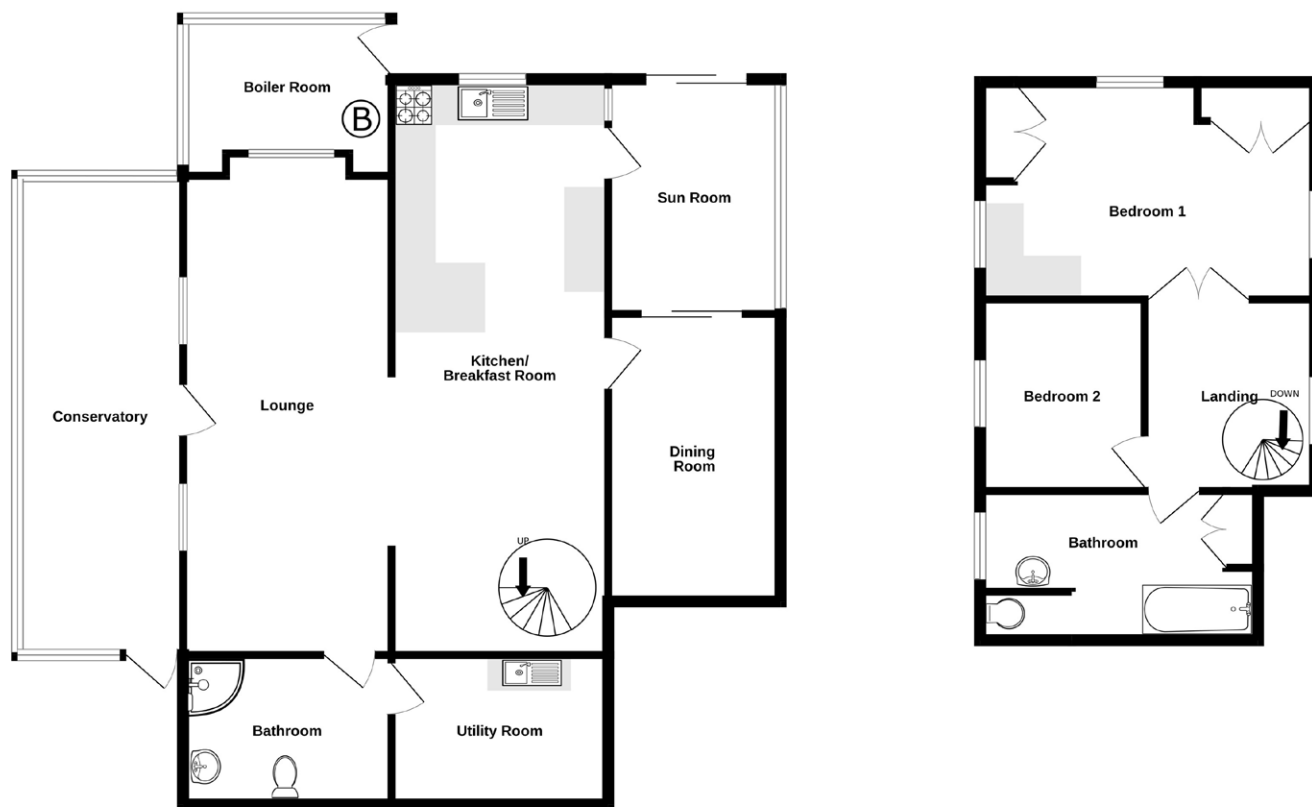 Boiler Room
B
Sun Room
Kitchen/
Breakfast Room
Lounge
Conservatory
Dining
Room
UP
Bathroom
Utility Room
Bedroom 1
Bedroom 2
Landing
DOWN
Bathroom